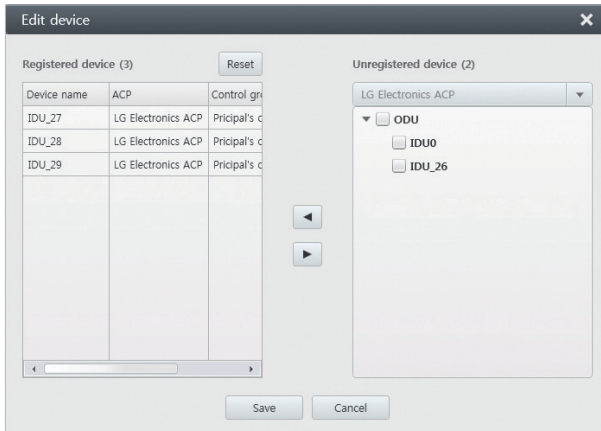 Edit device
Registered device (3)
Reset
Unregistered device (2)
Device name ACP Control gr
IDU_27 LG Electronics ACP Pricipal's c
IDU_28 LG Electronics ACP Pricipal's c
IDU_29 LG Electronics ACP Pricipal's c
LG Electronics ACP
ODU
IDU0
IDU_26
Save
Cancel